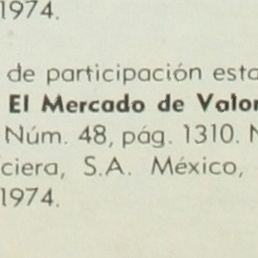 1974.
de participación esta
El Mercado de Valor
Núm. 48, pág. 1310. N
ciera, S.A. México,
1974.